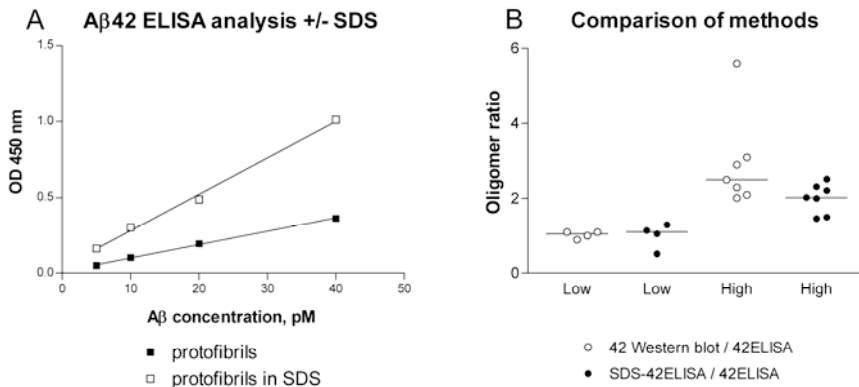 A
Aβ42 ELISA analysis +/- SDS
OD 450 nm
1.5
1.0
0.5
0.0
0 10 20 30 40 50
Aβ concentration, pM
protofibrils
protofibrils in SDS
B
Comparison of methods
Oligomer ratio
6
4
2
0
Low Low High High
42 Western blot / 42ELISA
SDS-42ELISA / 42ELISA